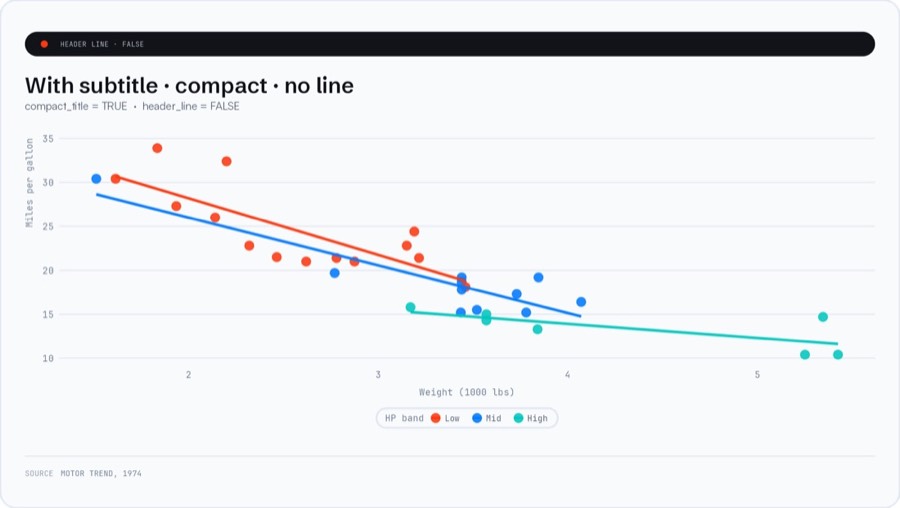 HEADER LINE · FALSE
With subtitle · compact · no line
compact_title = TRUE · header_line = FALSE
Miles per gallon
35
30
25
20
15
10
2 3 4 5
Weight (1000 lbs)
HP band Low Mid High
SOURCE MOTOR TREND, 1974